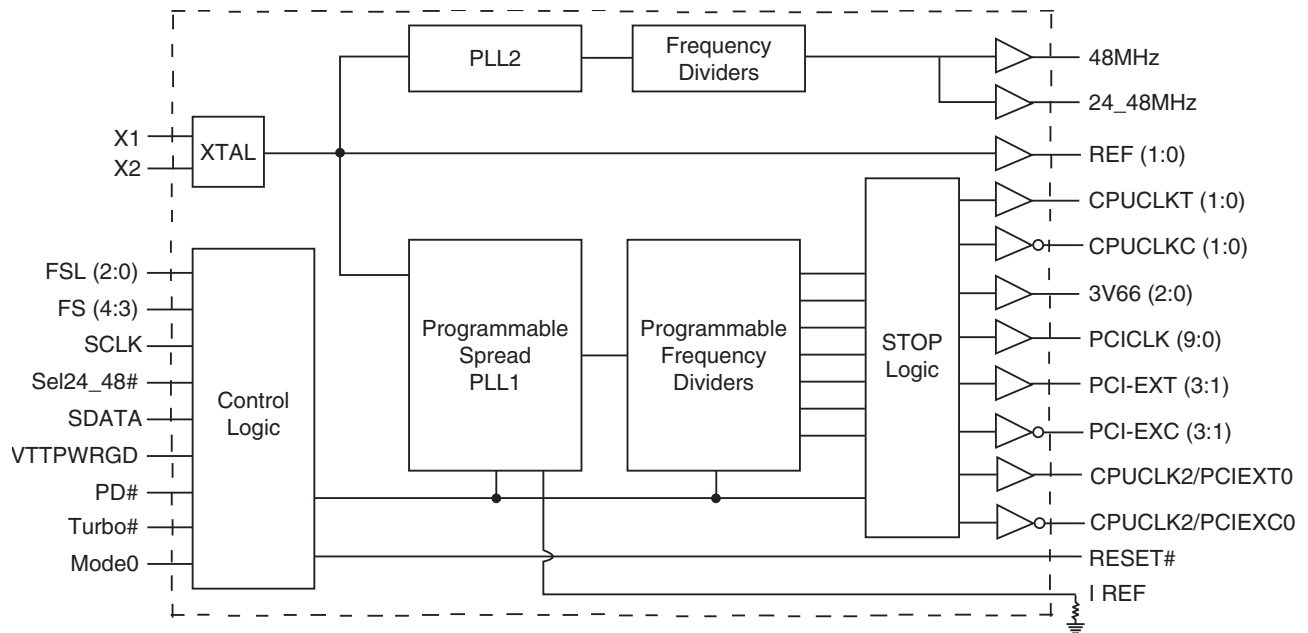 PLL2
Frequency
Dividers
48MHz
24_48MHz
X1
X2
XTAL
REF (1:0)
CPUCLKT (1:0)
CPUCLKC (1:0)
3V66 (2:0)
PCICLK (9:0)
PCI-EXT (3:1)
PCI-EXC (3:1)
CPUCLK2/PCIEXT0
CPUCLK2/PCIEXC0
RESET#
I REF
FSL (2:0)
FS (4:3)
SCLK
Sel24_48#
SDATA
VTTPWRGD
PD#
Turbo#
Mode0
Control
Logic
Programmable
Spread
PLL1
Programmable
Frequency
Dividers
STOP
Logic